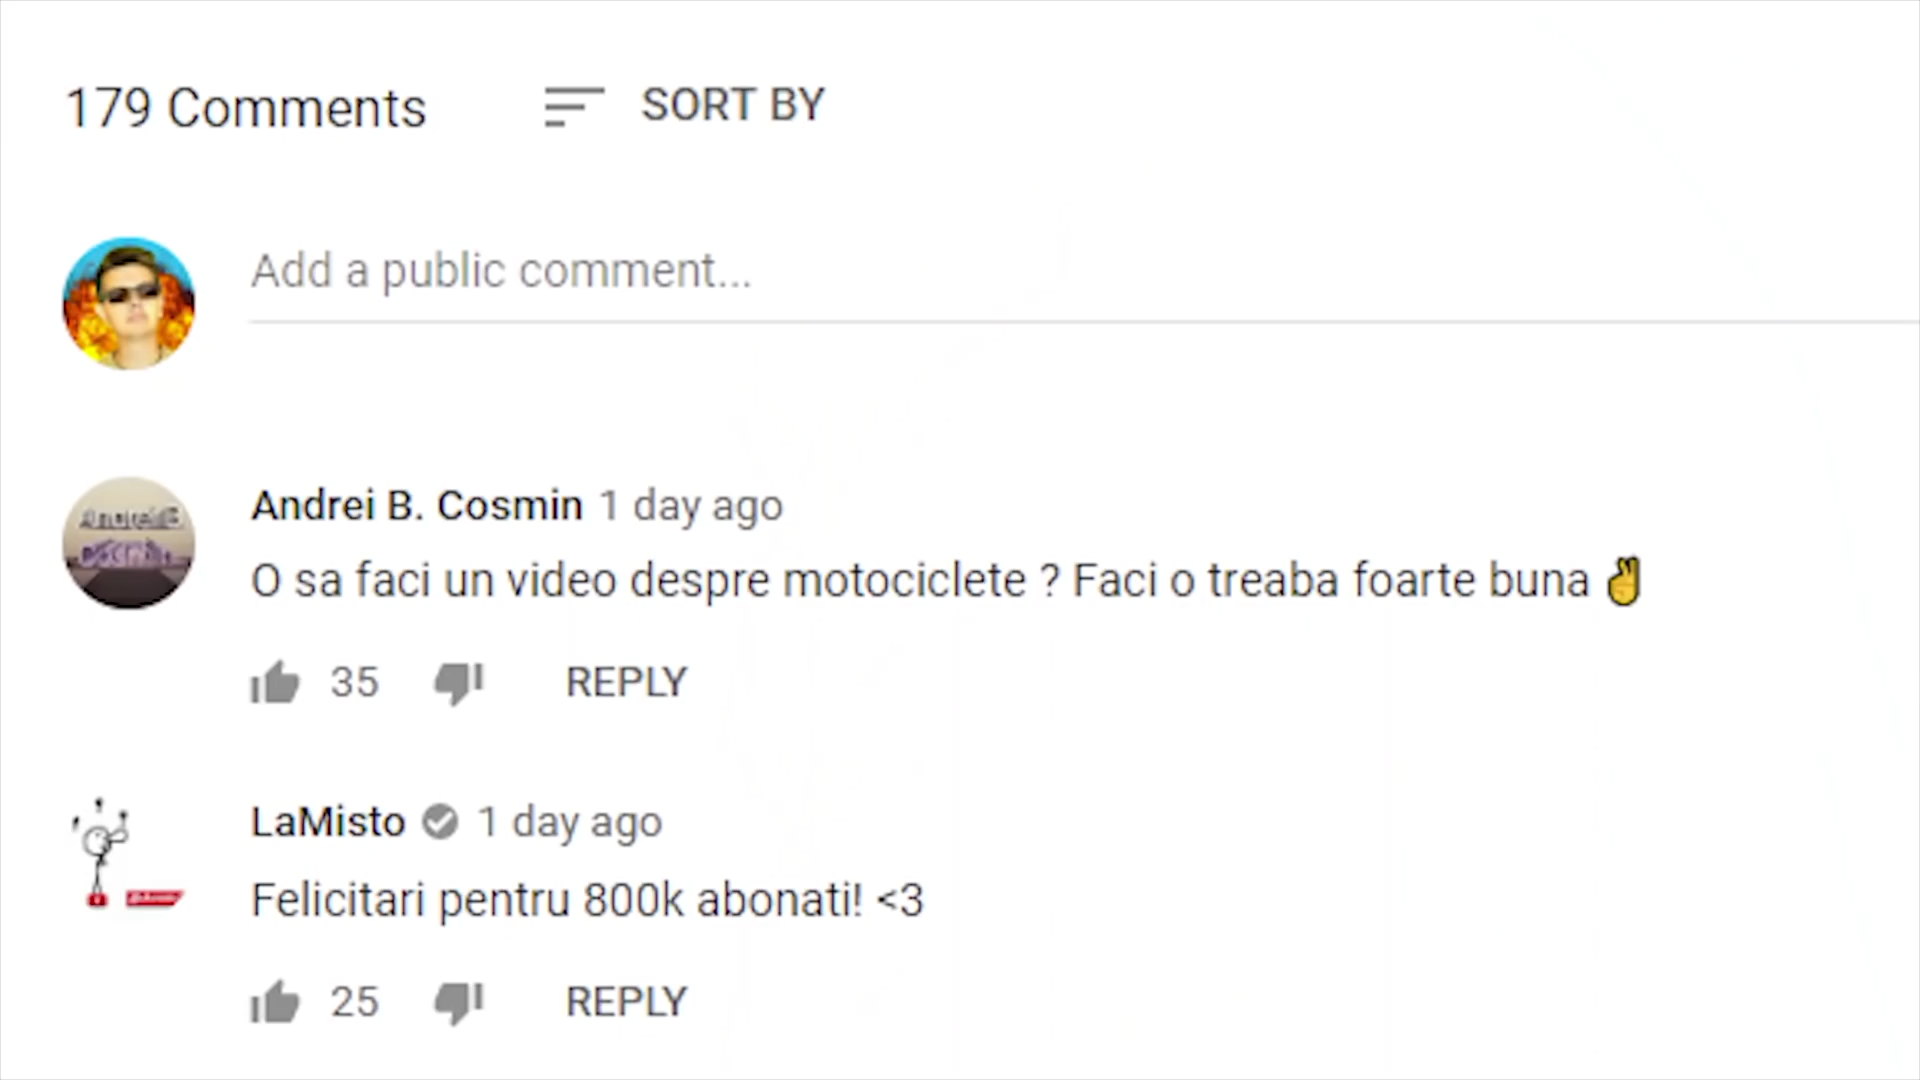 179 Comments SORT BY
Add a public comment...
Andrei B. Cosmin 1 day ago
O sa faci un video despre motociclete ? Faci o treaba foarte buna ✌
35 REPLY
LaMisto 1 day ago
Felicitari pentru 800k abonati! <3
25 REPLY